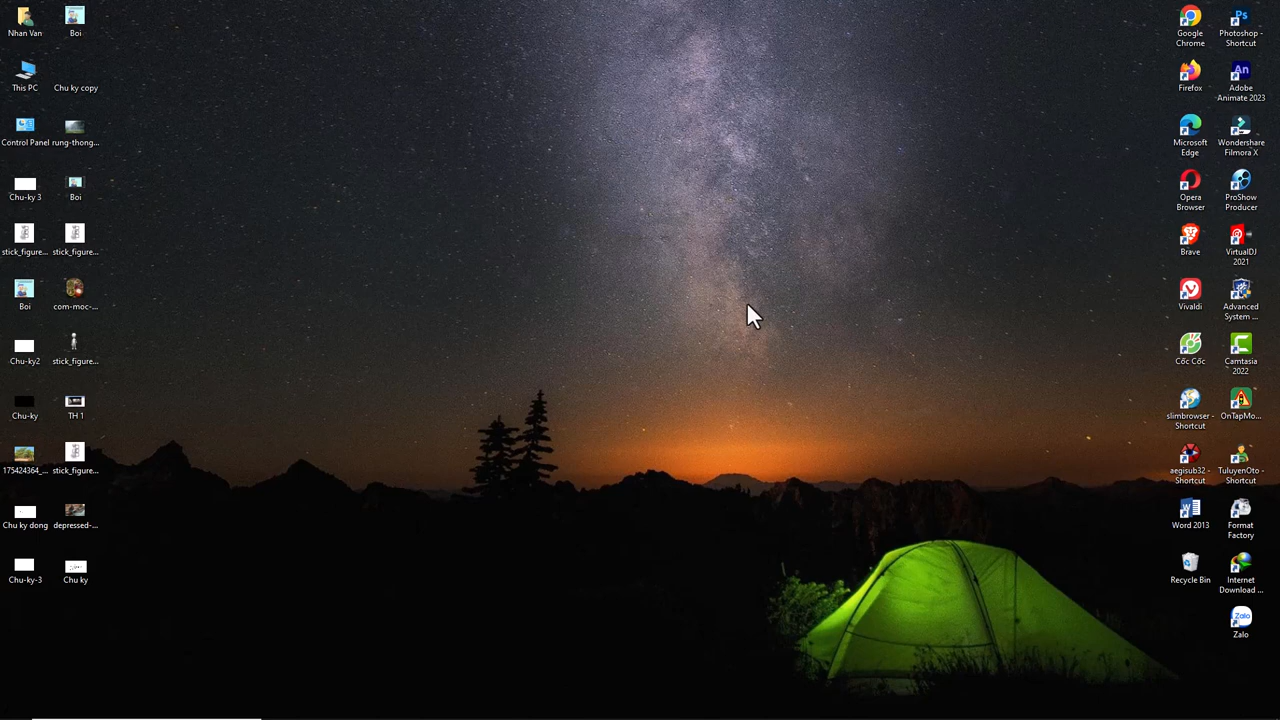 Nhan Van
Boi
This PC
Chu ky copy
Control Panel
rung-thong...
Chu-ky 3
Boi
stick_figure...
stick_figure...
Boi
com-moc-...
Chu-ky2
stick_figure...
Chu-ky
TH 1
175424364_...
stick_figure...
Chu ky dong
depressed-...
Chu-ky-3
Chu ky
Google
Chrome
Photoshop -
Shortcut
Firefox
Adobe
Animate 2023
Microsoft
Edge
Wondershare
Filmora X
Opera
Browser
ProShow
Producer
Brave
VirtualDJ
2021
Vivaldi
Advanced
System ...
Cốc Cốc
Camtasia
2022
slimbrowser -
Shortcut
OnTapMo...
aegisub32 -
Shortcut
TuluyenOto -
Shortcut
Word 2013
Format
Factory
Recycle Bin
Internet
Download ...
Zalo
Zalo